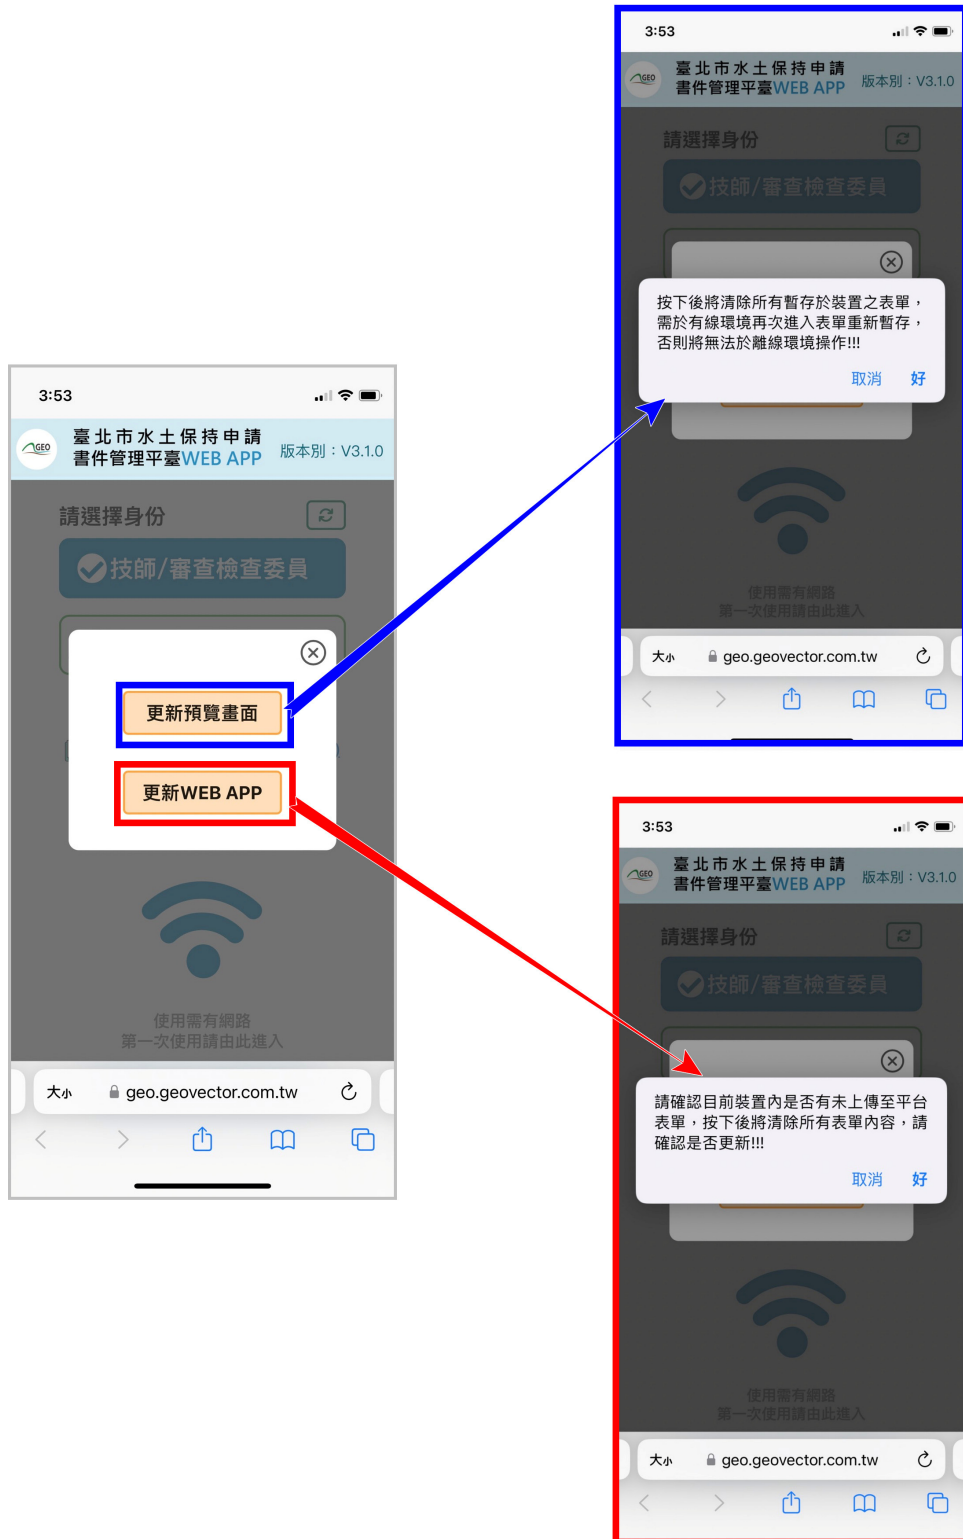 3:53
GEO
臺北市水土保持申請
書件管理平臺WEB APP
版本別：V3.1.0
請選擇身份
技師/審查檢查委員
按下後將清除所有暫存於裝置之表單，
需於有線環境再次進入表單重新暫存，
否則將無法於離線環境操作!!!
取消 好
使用需有網路
第一次使用請由此進入
大小 geo.geovector.com.tw
3:53
GEO
臺北市水土保持申請
書件管理平臺WEB APP
版本別：V3.1.0
請選擇身份
技師/審查檢查委員
更新預覽畫面
更新WEB APP
使用需有網路
第一次使用請由此進入
大小 geo.geovector.com.tw
3:53
GEO
臺北市水土保持申請
書件管理平臺WEB APP
版本別：V3.1.0
請選擇身份
技師/審查檢查委員
請確認目前裝置內是否有未上傳至平台
表單，按下後將清除所有表單內容，請
確認是否更新!!!
取消 好
使用需有網路
第一次使用請由此進入
大小 geo.geovector.com.tw